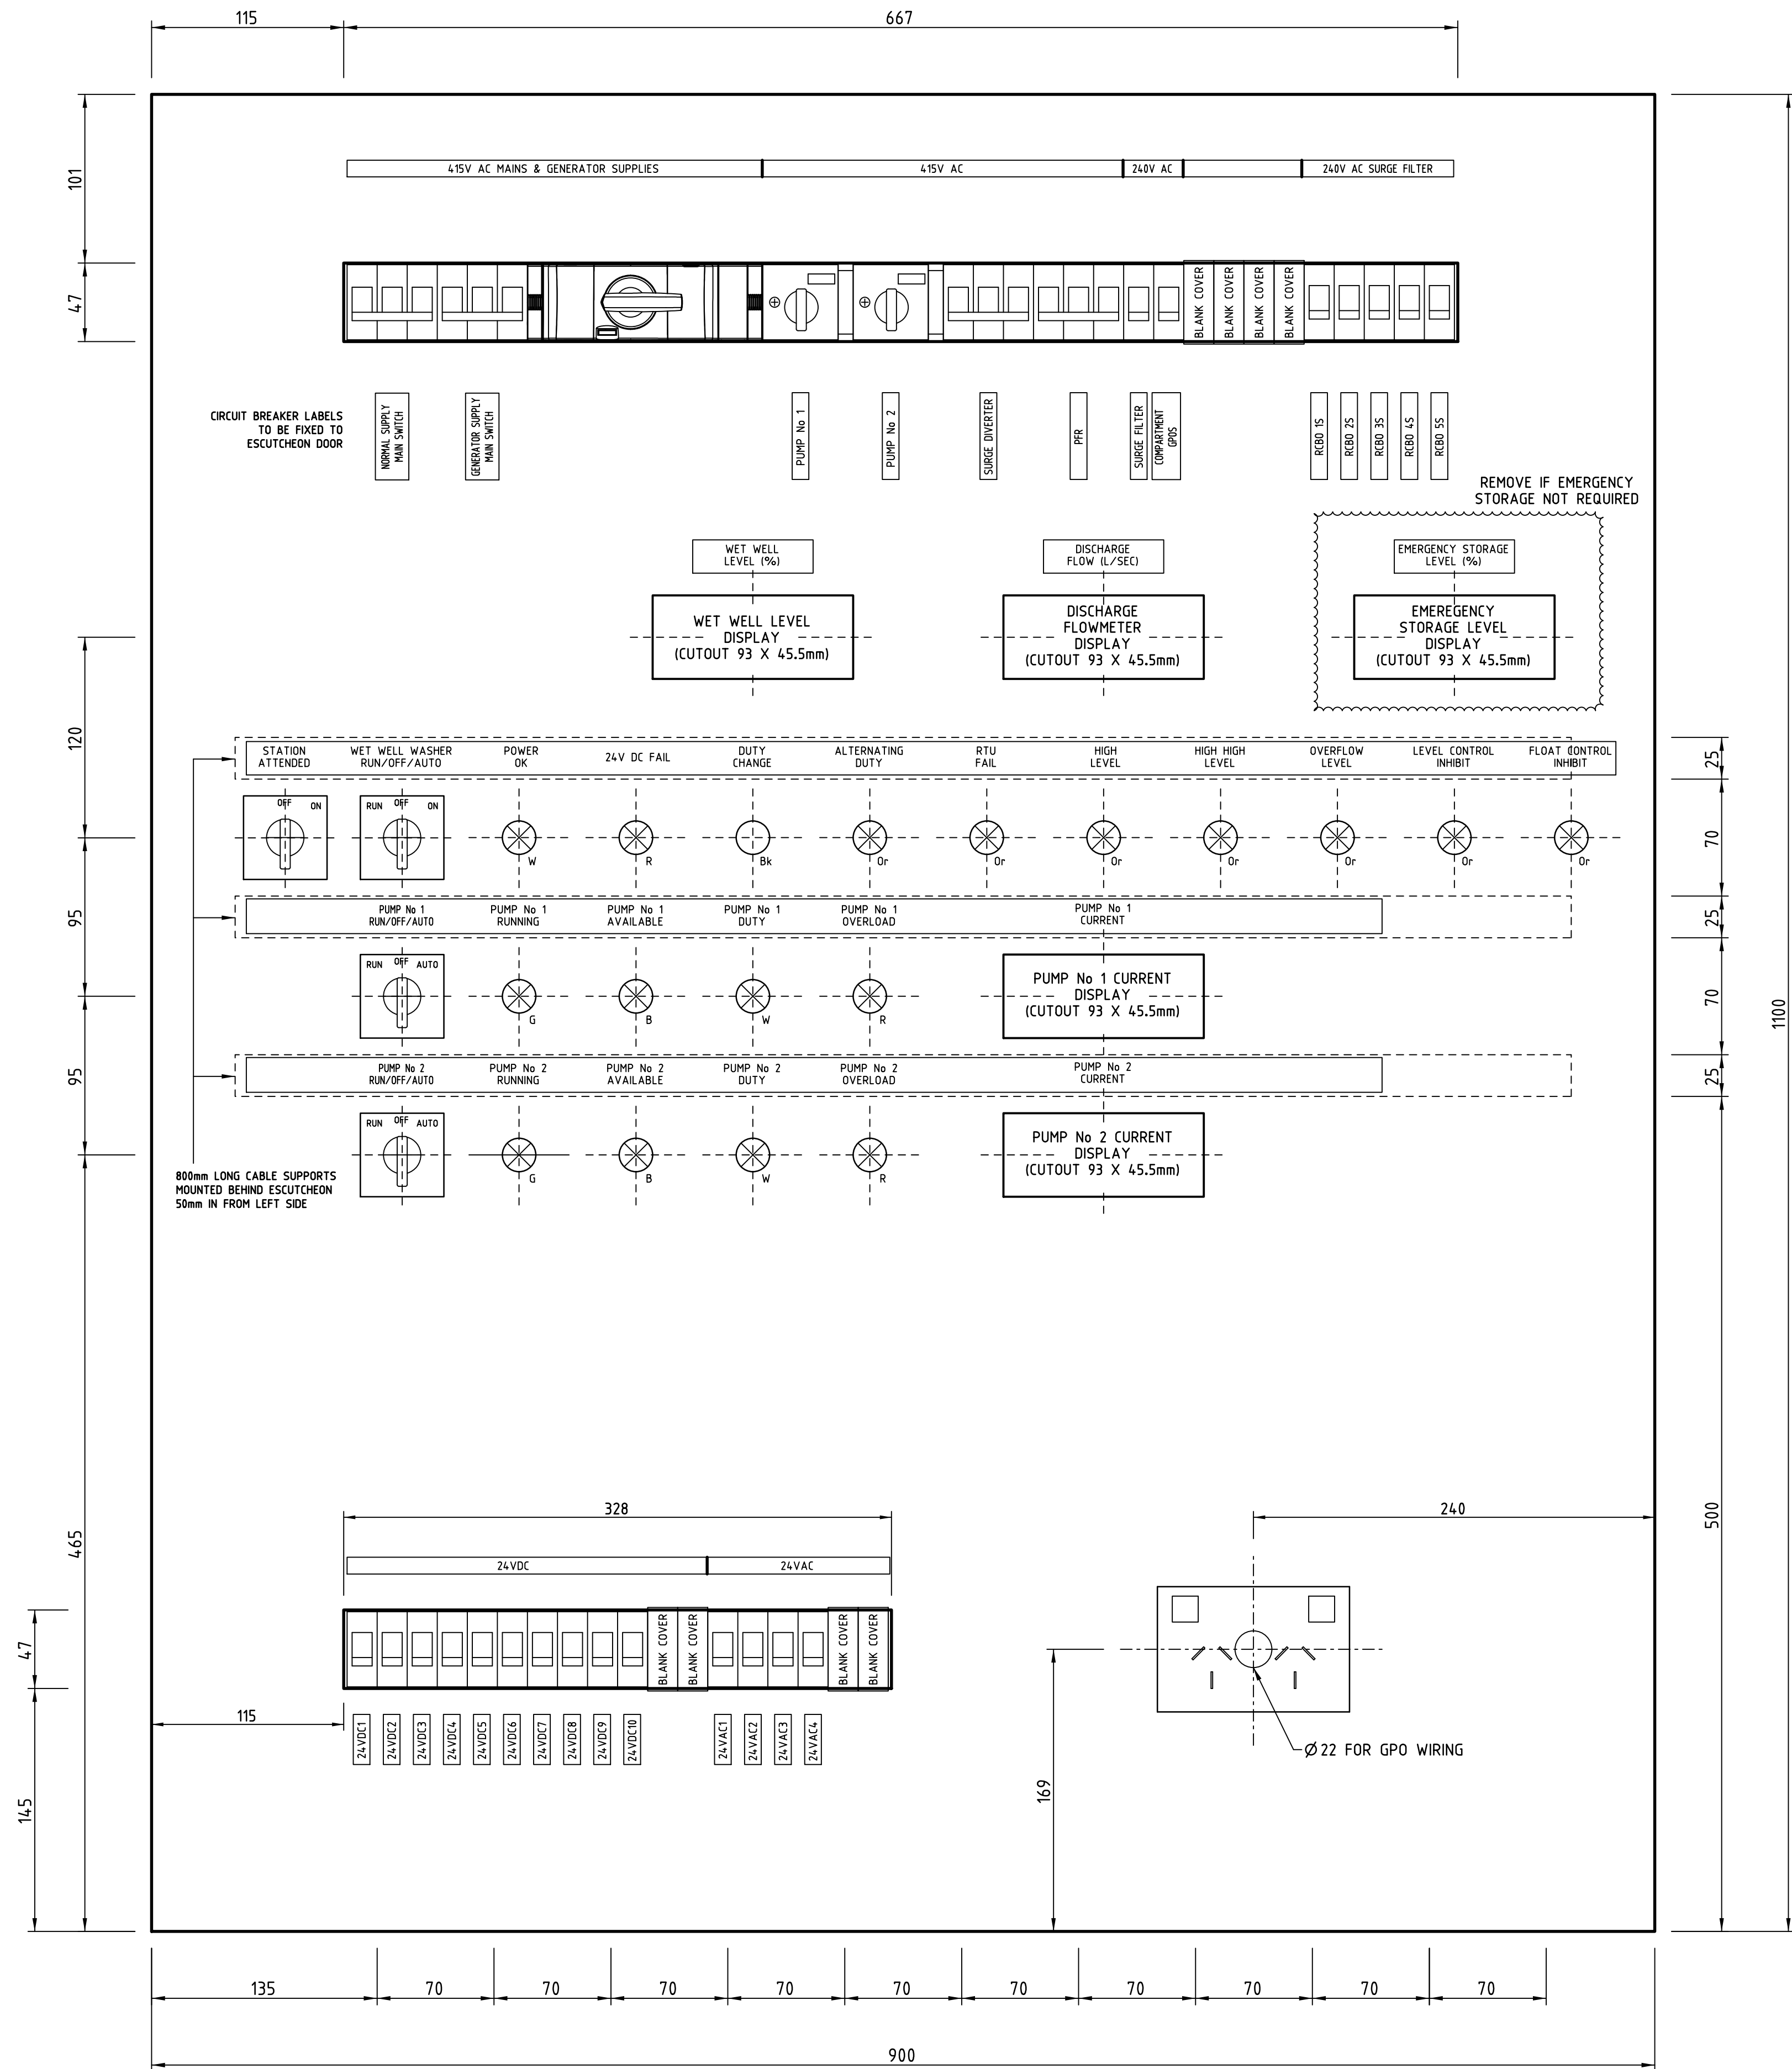 115
667
101
415V AC MAINS & GENERATOR SUPPLIES
415V AC
240V AC
240V AC SURGE FILTER
47
BLANK COVER
BLANK COVER
BLANK COVER
BLANK COVER
CIRCUIT BREAKER LABELS
TO BE FIXED TO
ESCUTCHEON DOOR
NORMAL SUPPLY
MAIN SWITCH
GENERATOR SUPPLY
MAIN SWITCH
PUMP No 1
PUMP No 2
SURGE DIVERTER
PFR
SURGE FILTER
COMPARTMENT
GPOS
RCBO 1S
RCBO 2S
RCBO 3S
RCBO 4S
RCBO 5S
REMOVE IF EMERGENCY
STORAGE NOT REQUIRED
WET WELL
LEVEL (%)
DISCHARGE
FLOW (L/SEC)
EMERGENCY STORAGE
LEVEL (%)
WET WELL LEVEL
DISPLAY
(CUTOUT 93 X 45.5mm)
DISCHARGE
FLOWMETER
DISPLAY
(CUTOUT 93 X 45.5mm)
EMEREGENCY
STORAGE LEVEL
DISPLAY
(CUTOUT 93 X 45.5mm)
120
STATION
ATTENDED
WET WELL WASHER
RUN/OFF/AUTO
POWER
OK
24V DC FAIL
DUTY
CHANGE
ALTERNATING
DUTY
RTU
FAIL
HIGH
LEVEL
HIGH HIGH
LEVEL
OVERFLOW
LEVEL
LEVEL CONTROL
INHIBIT
FLOAT CONTROL
INHIBIT
25
OFF ON
RUN OFF ON
W
R
Bk
Or
Or
Or
Or
Or
Or
Or
70
95
PUMP No 1
RUN/OFF/AUTO
PUMP No 1
RUNNING
PUMP No 1
AVAILABLE
PUMP No 1
DUTY
PUMP No 1
OVERLOAD
PUMP No 1
CURRENT
25
RUN OFF AUTO
G
B
W
R
PUMP No 1 CURRENT
DISPLAY
(CUTOUT 93 X 45.5mm)
70
1100
95
PUMP No 2
RUN/OFF/AUTO
PUMP No 2
RUNNING
PUMP No 2
AVAILABLE
PUMP No 2
DUTY
PUMP No 2
OVERLOAD
PUMP No 2
CURRENT
25
RUN OFF AUTO
G
B
W
R
PUMP No 2 CURRENT
DISPLAY
(CUTOUT 93 X 45.5mm)
800mm LONG CABLE SUPPORTS
MOUNTED BEHIND ESCUTCHEON
50mm IN FROM LEFT SIDE
465
328
240
500
24VDC
24VAC
47
BLANK COVER
BLANK COVER
BLANK COVER
BLANK COVER
115
24VDC1
24VDC2
24VDC3
24VDC4
24VDC5
24VDC6
24VDC7
24VDC8
24VDC9
24VDC10
24VAC1
24VAC2
24VAC3
24VAC4
Ø22 FOR GPO WIRING
145
169
135
70
70
70
70
70
70
70
70
70
70
900